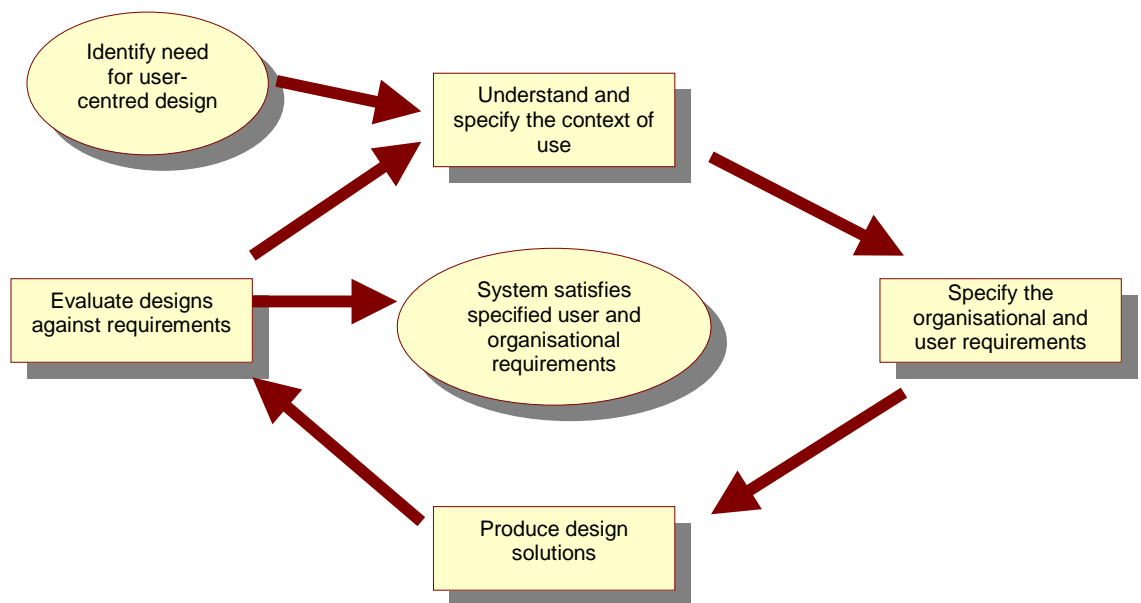 Identify need
for user-
centred design
Understand and
specify the context of
use
Evaluate designs
against requirements
System satisfies
specified user and
organisational
requirements
Specify the
organisational and
user requirements
Produce design
solutions